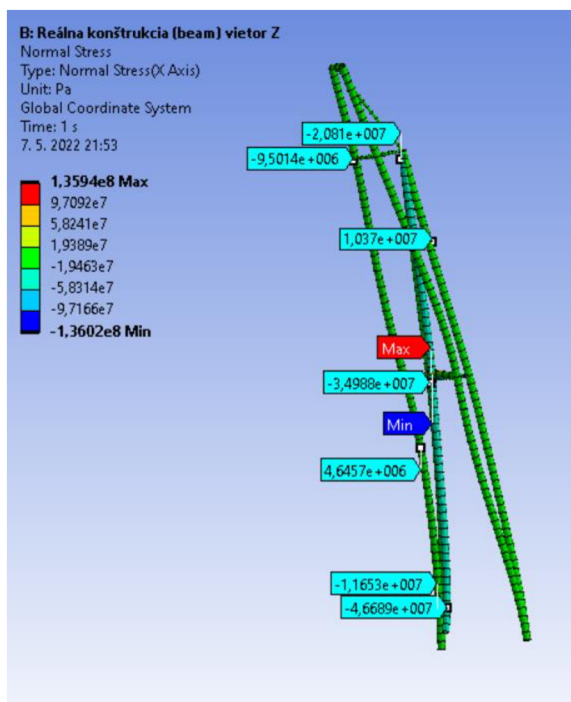 B: Reálna konštrukcia (beam) vietor Z
Normal Stress
Type: Normal Stress(X Axis)
Unit: Pa
Global Coordinate System
Time: 1 s
7. 5. 2022 21:53
1,3594e8 Max
9,7092e7
5,8241e7
1,9389e7
-1,9463e7
-5,8314e7
-9,7166e7
-1,3602e8 Min
-2,081e+007
-9,5014e+006
1,037e+007
Max
-3,4988e+007
Min
4,6457e+006
-1,1653e+007
-4,6689e+007